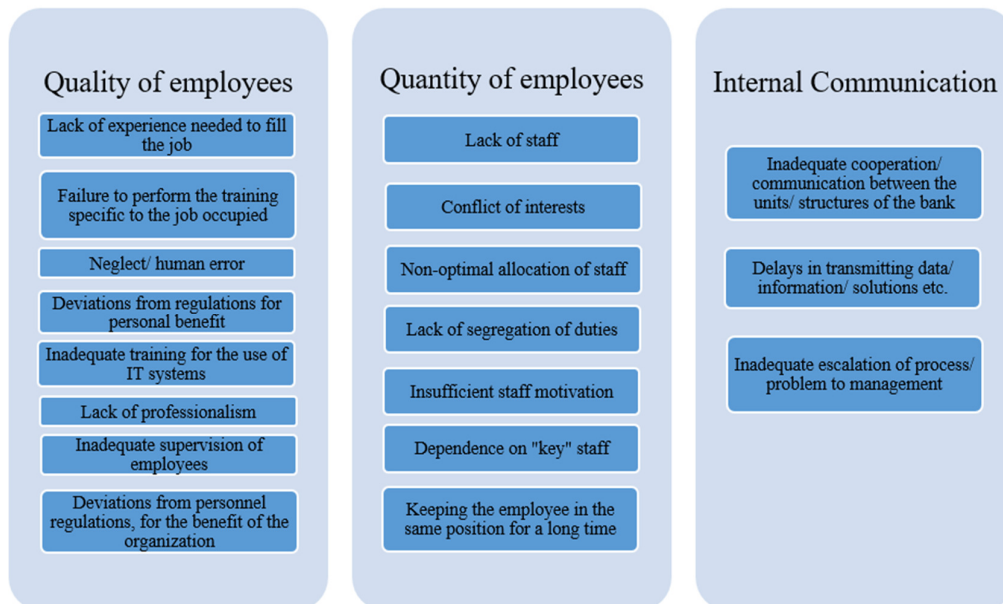 Quality of employees
Lack of experience needed to fill
the job
Failure to perform the training
specific to the job occupied
Neglect/ human error
Deviations from regulations for
personal benefit
Inadequate training for the use of
IT systems
Lack of professionalism
Inadequate supervision of
employees
Deviations from personnel
regulations, for the benefit of the
organization
Quantity of employees
Lack of staff
Conflict of interests
Non-optimal allocation of staff
Lack of segregation of duties
Insufficient staff motivation
Dependence on "key" staff
Keeping the employee in the
same position for a long time
Internal Communication
Inadequate cooperation/
communication between the
units/ structures of the bank
Delays in transmitting data/
information/ solutions etc.
Inadequate escalation of process/
problem to management